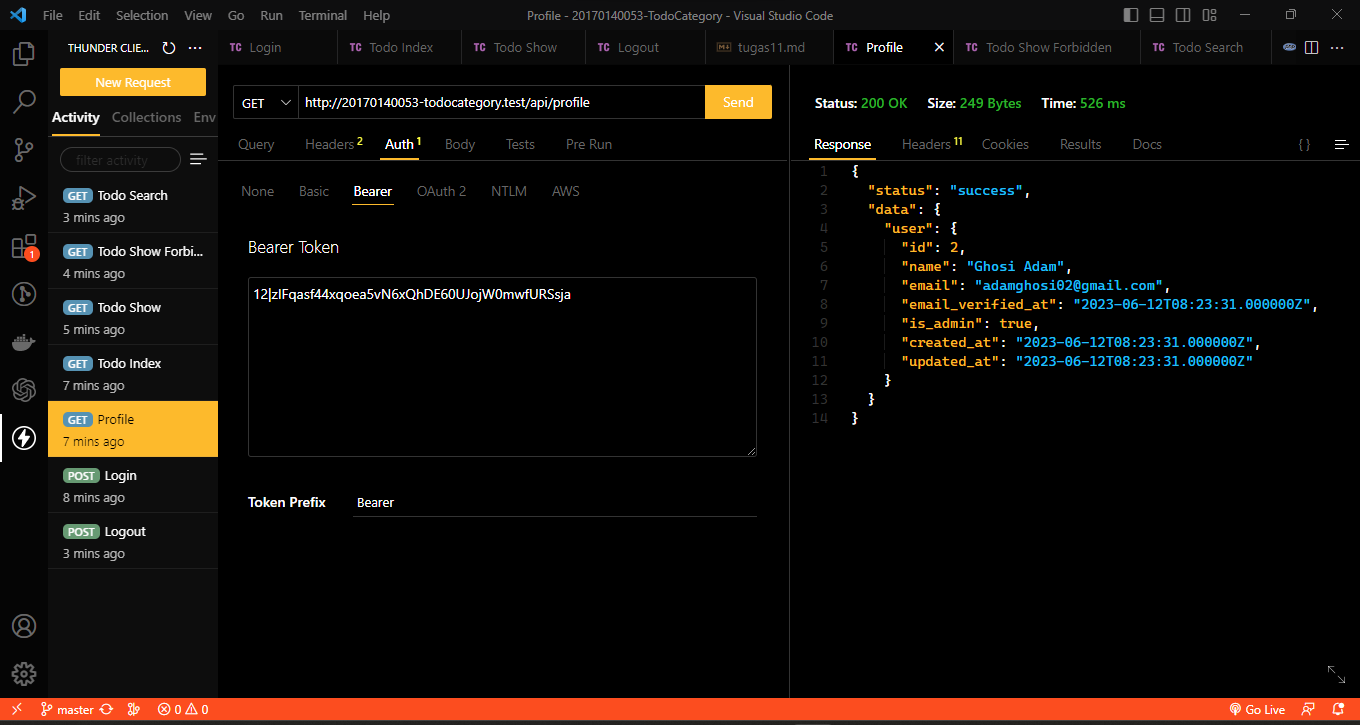 File Edit Selection View Go Run Terminal Help
Profile - 20170140053-TodoCategory - Visual Studio Code
THUNDER CLIE...
TC Login
TC Todo Index
TC Todo Show
TC Logout
tugas11.md
TC Profile
TC Todo Show Forbidden
TC Todo Search
New Request
Activity Collections Env
filter activity
GET Todo Search
3 mins ago
GET Todo Show Forbi...
4 mins ago
GET Todo Show
5 mins ago
GET Todo Index
7 mins ago
GET Profile
7 mins ago
POST Login
8 mins ago
POST Logout
3 mins ago
1
GET http://20170140053-todocategory.test/api/profile Send
Query Headers 2 Auth 1 Body Tests Pre Run
None Basic Bearer OAuth 2 NTLM AWS
Bearer Token
12|zIFqasf44xqoea5vN6xQhDE60UJojW0mwfURSsja
Token Prefix Bearer
Status: 200 OK Size: 249 Bytes Time: 526 ms
Response Headers 11 Cookies Results Docs { }
1 {
2 "status": "success",
3 "data": {
4 "user": {
5 "id": 2,
6 "name": "Ghosi Adam",
7 "email": "adamghosi02@gmail.com",
8 "email_verified_at": "2023-06-12T08:23:31.000000Z",
9 "is_admin": true,
10 "created_at": "2023-06-12T08:23:31.000000Z",
11 "updated_at": "2023-06-12T08:23:31.000000Z"
12 }
13 }
14 }
master 0 0 Go Live